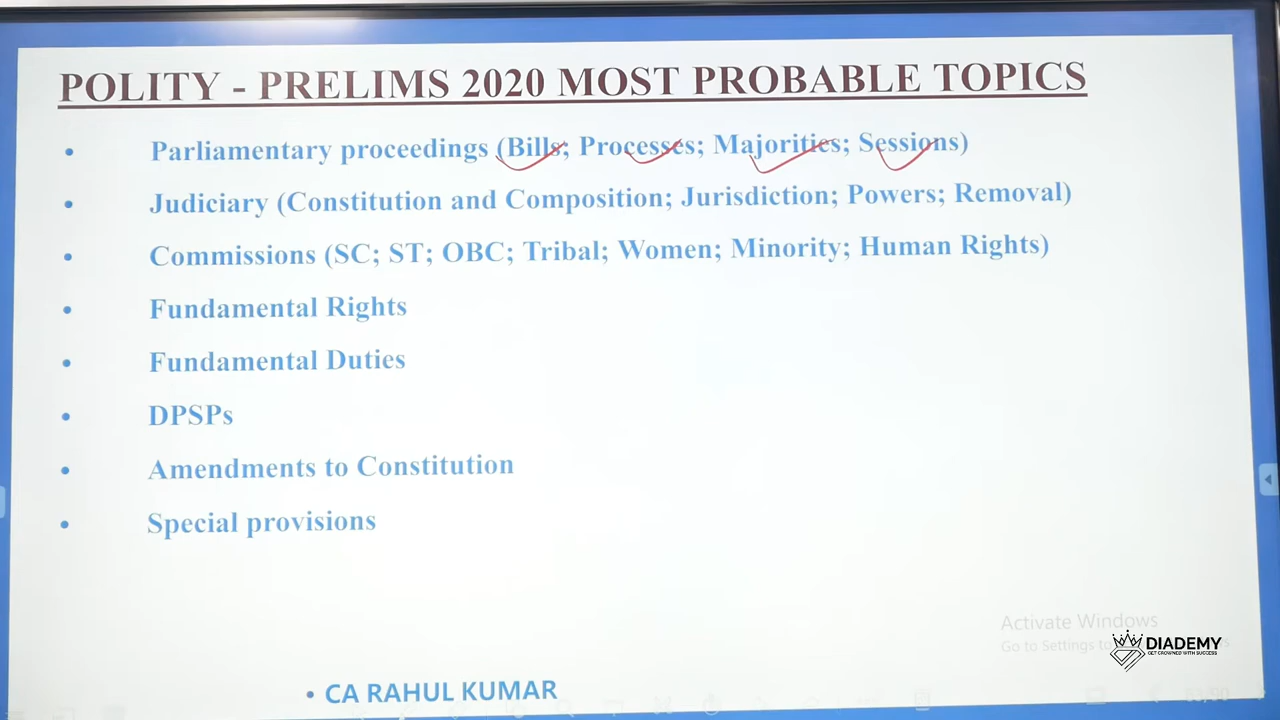 POLITY - PRELIMS 2020 MOST PROBABLE TOPICS
• Parliamentary proceedings (Bills; Processes; Majorities; Sessions)
• Judiciary (Constitution and Composition; Jurisdiction; Powers; Removal)
• Commissions (SC; ST; OBC; Tribal; Women; Minority; Human Rights)
• Fundamental Rights
• Fundamental Duties
• DPSPs
• Amendments to Constitution
• Special provisions
Activate Windows
Go to Settings to
DIADEMY
GET CROWNED WITH SUCCESS
• CA RAHUL KUMAR